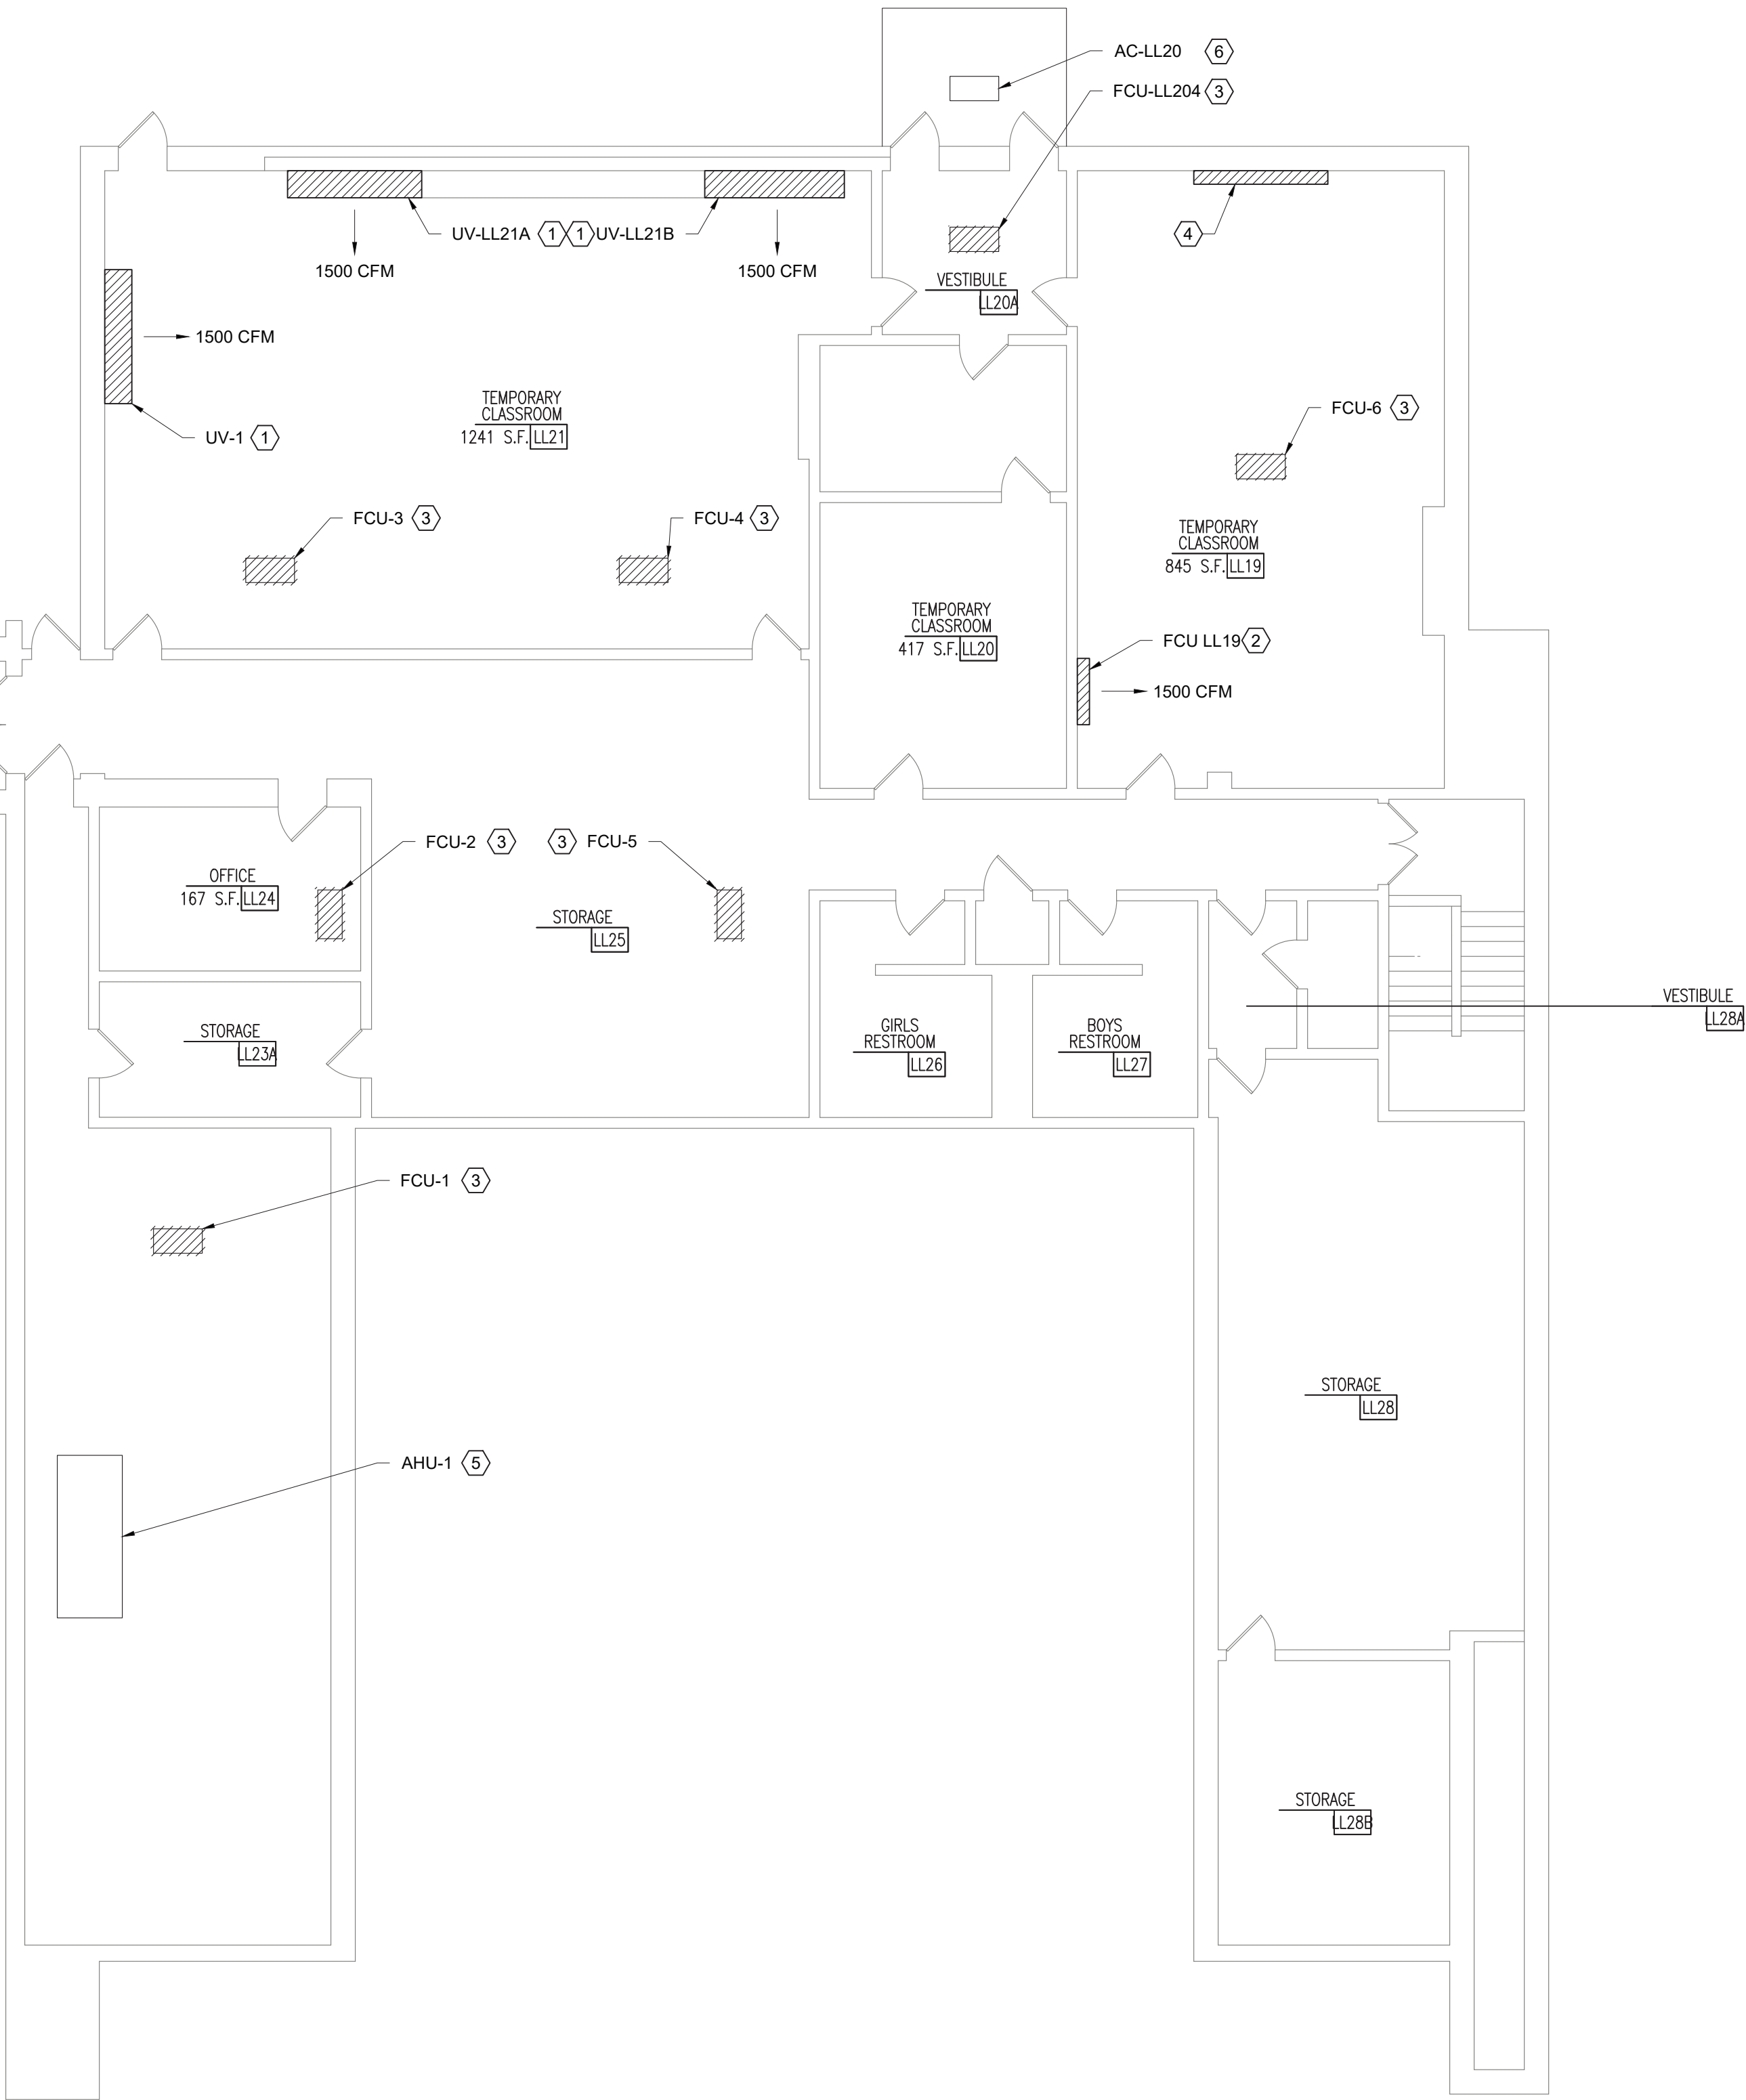 AC-LL20 6
FCU-LL204 3
UV-LL21A 1 1 UV-LL21B
4
1500 CFM
1500 CFM
VESTIBULE
LL20A
1500 CFM
TEMPORARY
CLASSROOM
1241 S.F. LL21
FCU-6 3
UV-1 1
FCU-3 3
FCU-4 3
TEMPORARY
CLASSROOM
845 S.F. LL19
TEMPORARY
CLASSROOM
417 S.F. LL20
FCU LL19 2
1500 CFM
FCU-2 3
3 FCU-5
OFFICE
167 S.F. LL24
STORAGE
LL25
VESTIBULE
LL28A
STORAGE
LL23A
GIRLS
RESTROOM
LL26
BOYS
RESTROOM
LL27
FCU-1 3
STORAGE
LL28
AHU-1 5
STORAGE
LL28B